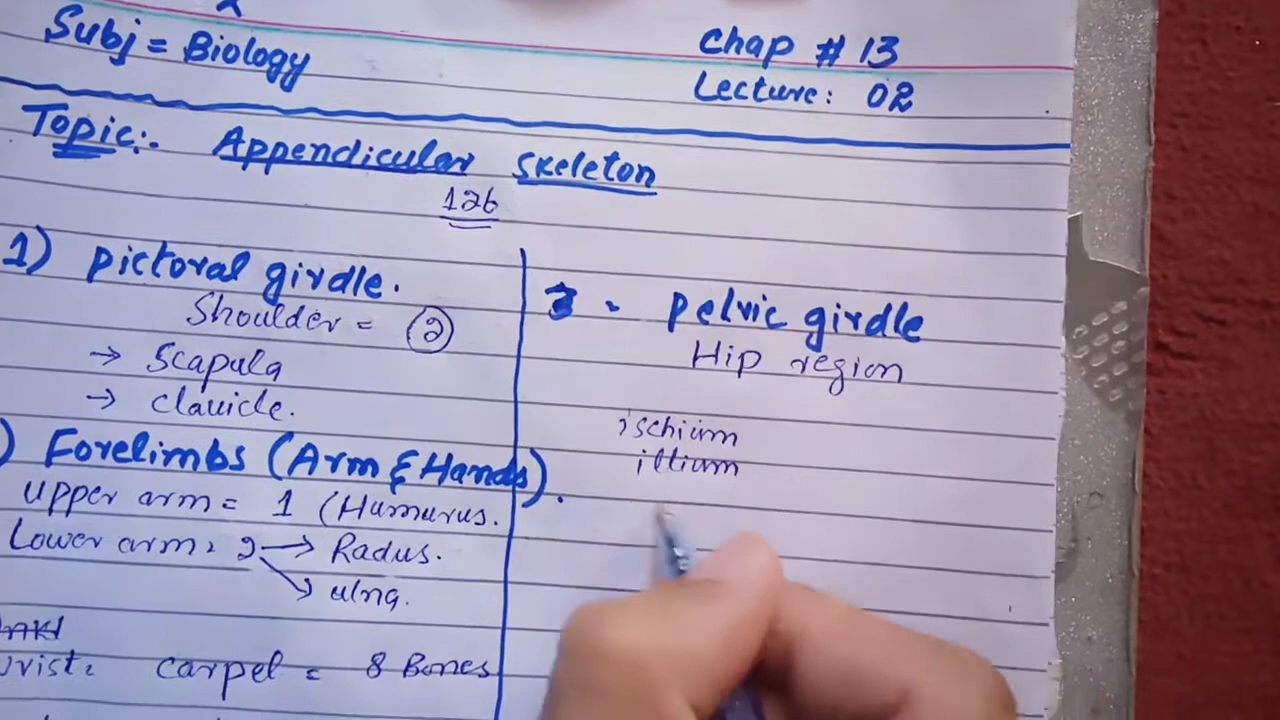 Subj = Biology
Chap # 13
Lecture: 02
Topic:. Appendicular skeleton
126
1) pictoral girdle.
Shoulder = 2
→ Scapula
→ clavicle.
) Forelimbs (Arm & Hands).
upper arm = 1 (Humurus.
Lower arm: 2 → Radus.
→ ulna.
wrist: carpel = 8 Bones
3. pelvic girdle
Hip region
ischium
illium